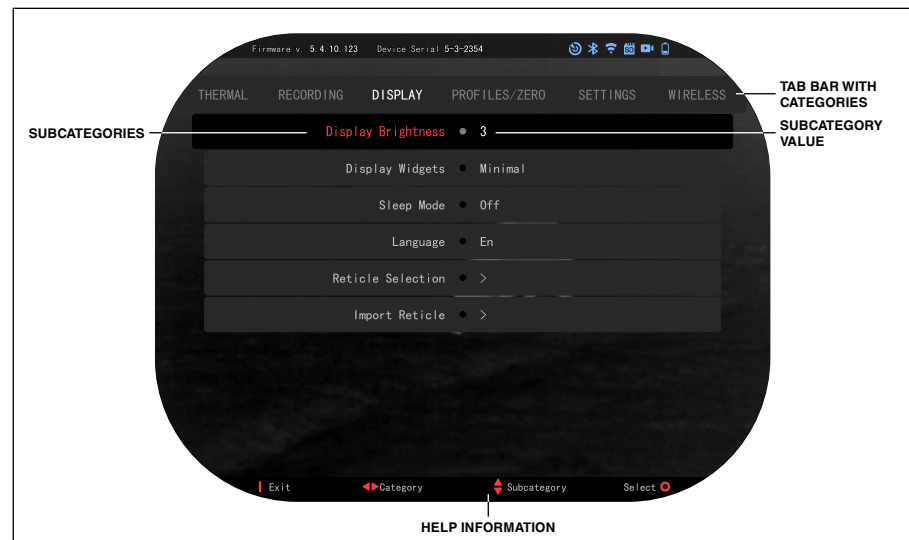 Firmware v. 5.4.10.123 Device Serial 5-3-2354
THERMAL RECORDING DISPLAY PROFILES/ZERO SETTINGS WIRELESS
TAB BAR WITH
CATEGORIES
SUBCATEGORIES
Display Brightness 3
SUBCATEGORY
VALUE
Display Widgets Minimal
Sleep Mode Off
Language En
Reticle Selection >
Import Reticle >
Exit Category Subcategory Select
HELP INFORMATION